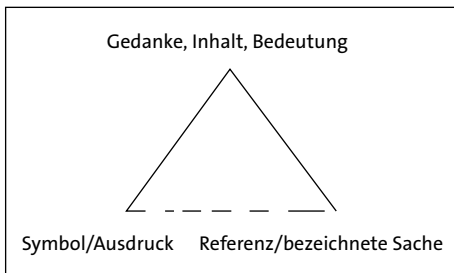 Gedanke, Inhalt, Bedeutung
Symbol/Ausdruck Referenz/bezeichnete Sache